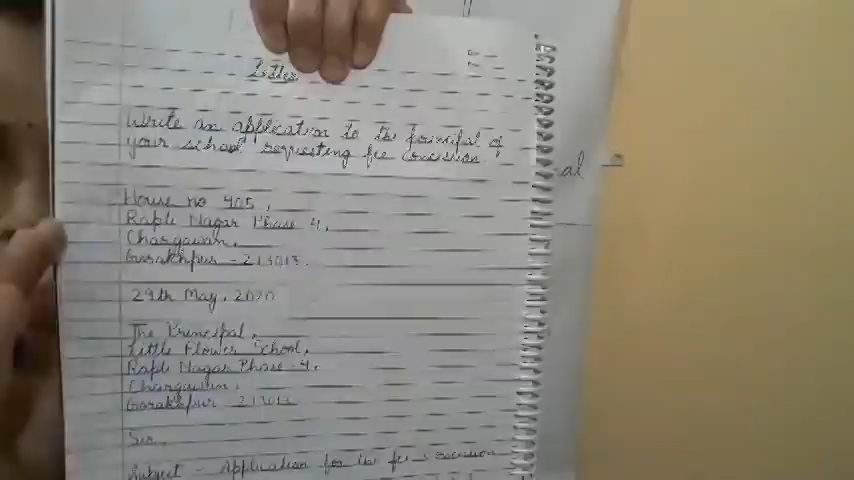 Letter
Write an application to the principal of
your school requesting fee concession.
House no 405,
Rapti Nagar Phase 4,
Chargawan,
Gorakhpur - 213013.
29th May, 2020
The Principal,
Little Flower School,
Rapti Nagar Phase - 4,
Chargawan,
Gorakhpur - 213013
Sir,
Subject - Application for the fee concession